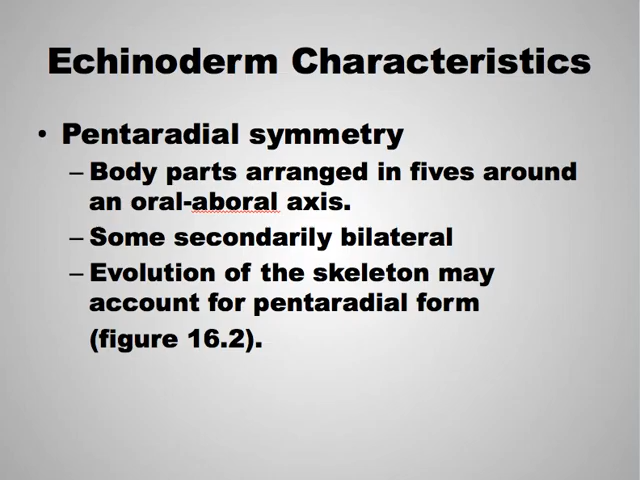 Echinoderm Characteristics
• Pentaradial symmetry
– Body parts arranged in fives around
an oral-aboral axis.
– Some secondarily bilateral
– Evolution of the skeleton may
account for pentaradial form
(figure 16.2).